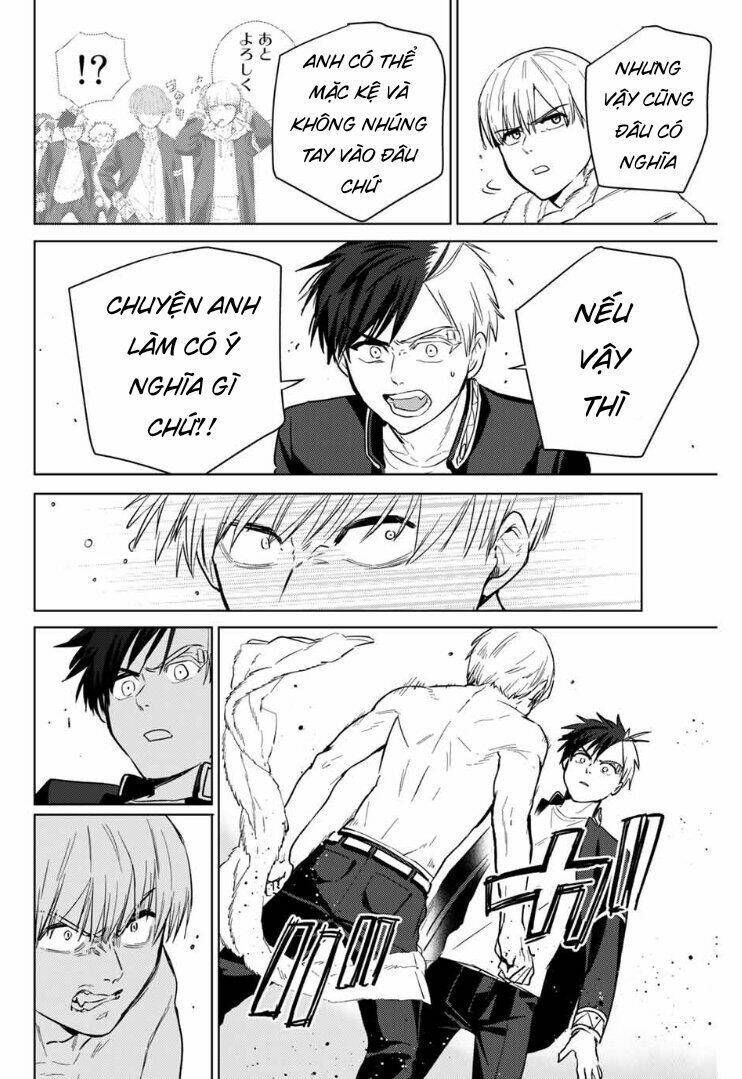 NHƯNG
VẬY CŨNG
ĐÂU CÓ
NGHĨA
ANH CÓ THỂ
MẶC KỆ VÀ
KHÔNG NHÚNG
TAY VÀO ĐÂU
CHỨ
あと
よろしく
!?
NẾU
VẬY
THÌ
CHUYỆN ANH
LÀM CÓ Ý
NGHĨA GÌ
CHỨ!!